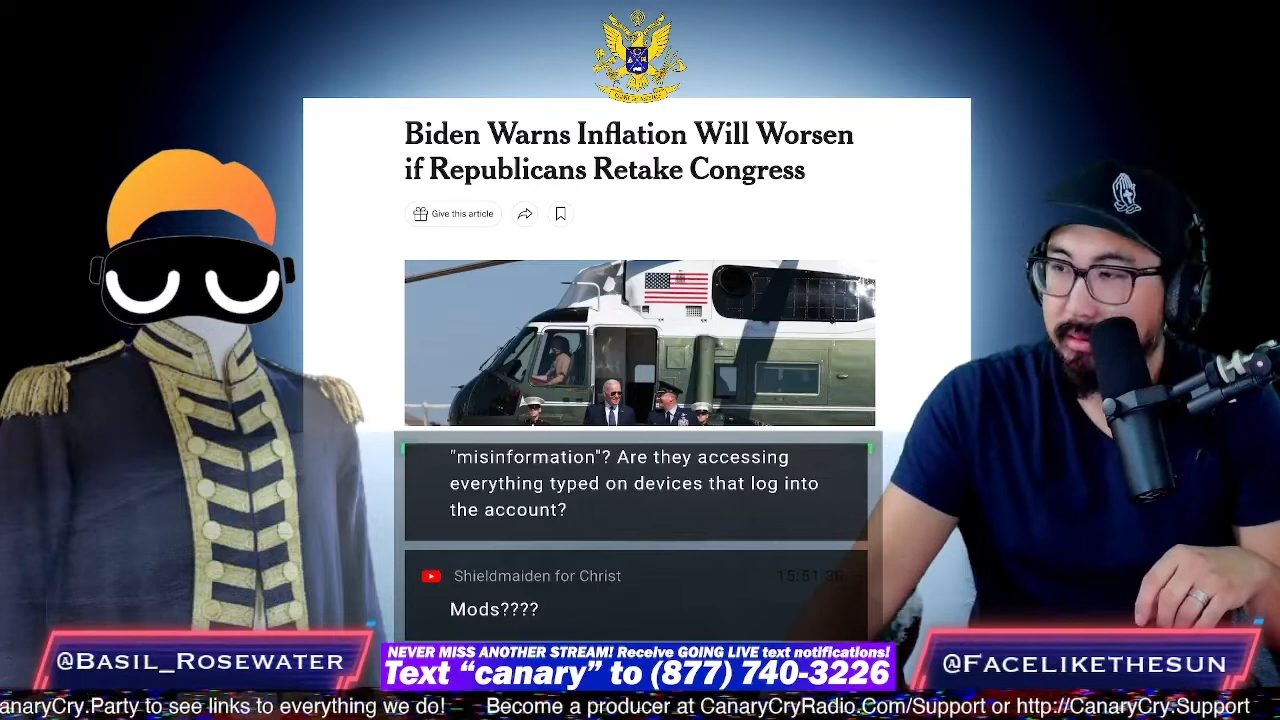 Biden Warns Inflation Will Worsen
if Republicans Retake Congress
Give this article
"misinformation"? Are they accessing
everything typed on devices that log into
the account?
Shieldmaiden for Christ
Mods????
@BASIL_ROSEWATER
NEVER MISS ANOTHER STREAM! Receive GOING LIVE text notifications!
Text “canary” to (877) 740-3226
@FACELIKETHESUN
anaryCry.Party to see links to everything we do! Become a producer at CanaryCryRadio.Com/Support or http://CanaryCry.Support